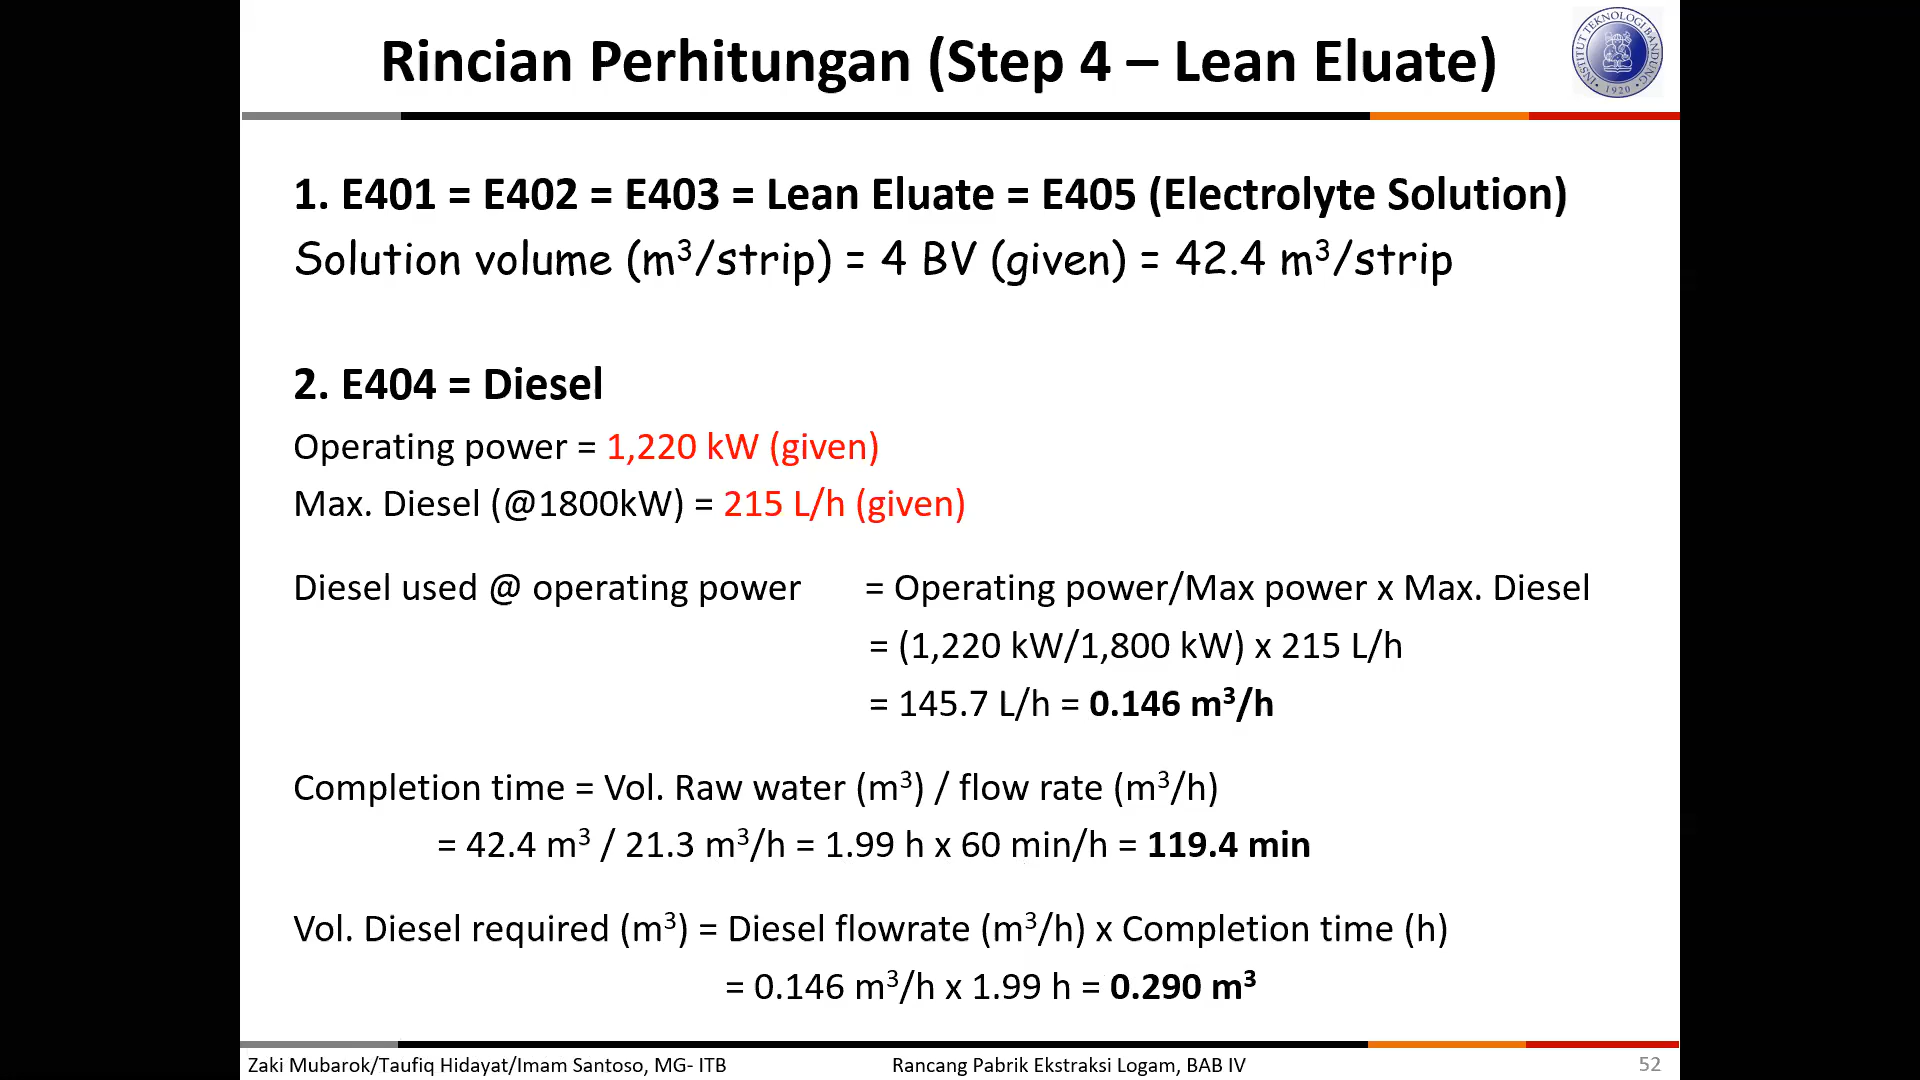 Rincian Perhitungan (Step 4 – Lean Eluate)
INSTITUT TEKNOLOGI BANDUNG
1920
1. E401 = E402 = E403 = Lean Eluate = E405 (Electrolyte Solution)
Solution volume (m³/strip) = 4 BV (given) = 42.4 m³/strip
2. E404 = Diesel
Operating power = 1,220 kW (given)
Max. Diesel (@1800kW) = 215 L/h (given)
Diesel used @ operating power = Operating power/Max power x Max. Diesel
= (1,220 kW/1,800 kW) x 215 L/h
= 145.7 L/h = 0.146 m³/h
Completion time = Vol. Raw water (m³) / flow rate (m³/h)
= 42.4 m³ / 21.3 m³/h = 1.99 h x 60 min/h = 119.4 min
Vol. Diesel required (m³) = Diesel flowrate (m³/h) x Completion time (h)
= 0.146 m³/h x 1.99 h = 0.290 m³
Zaki Mubarok/Taufiq Hidayat/Imam Santoso, MG- ITB Rancang Pabrik Ekstraksi Logam, BAB IV 52